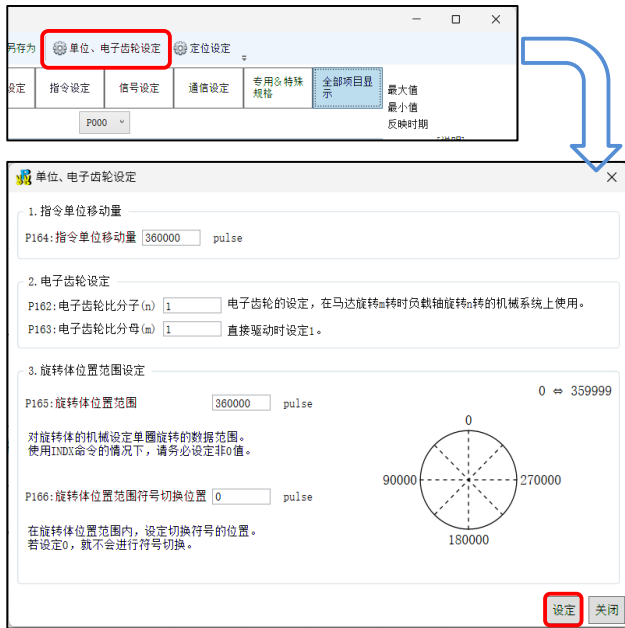 另存为 单位、电子齿轮设定 定位设定
设定 指令设定 信号设定 通信设定 专用&特殊规格 全部项目显示
最大值
最小值
P000 反映时期
单位、电子齿轮设定
1.指令单位移动量
P164:指令单位移动量 360000 pulse
2.电子齿轮设定
P162:电子齿轮比分子(n) 1 电子齿轮的设定，在马达旋转m转时负载轴旋转n转的机械系统上使用。
P163:电子齿轮比分母(m) 1 直接驱动时设定1。
3.旋转体位置范围设定
0 ⇔ 359999
P165:旋转体位置范围 360000 pulse
0
对旋转体的机械设定单圈旋转的数据范围。
使用INDX命令的情况下，请务必设定非0值。
90000 270000
P166:旋转体位置范围符号切换位置 0 pulse
180000
在旋转体位置范围内，设定切换符号的位置。
若设定0，就不会进行符号切换。
设定 关闭